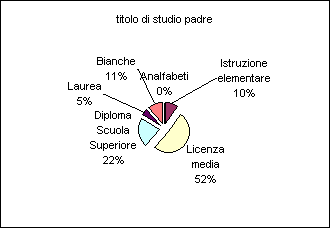 titolo di studio padre
Bianche
11%
Analfabeti
0%
Istruzione
elementare
10%
Laurea
5%
Diploma
Scuola
Superiore
22%
Licenza
media
52%